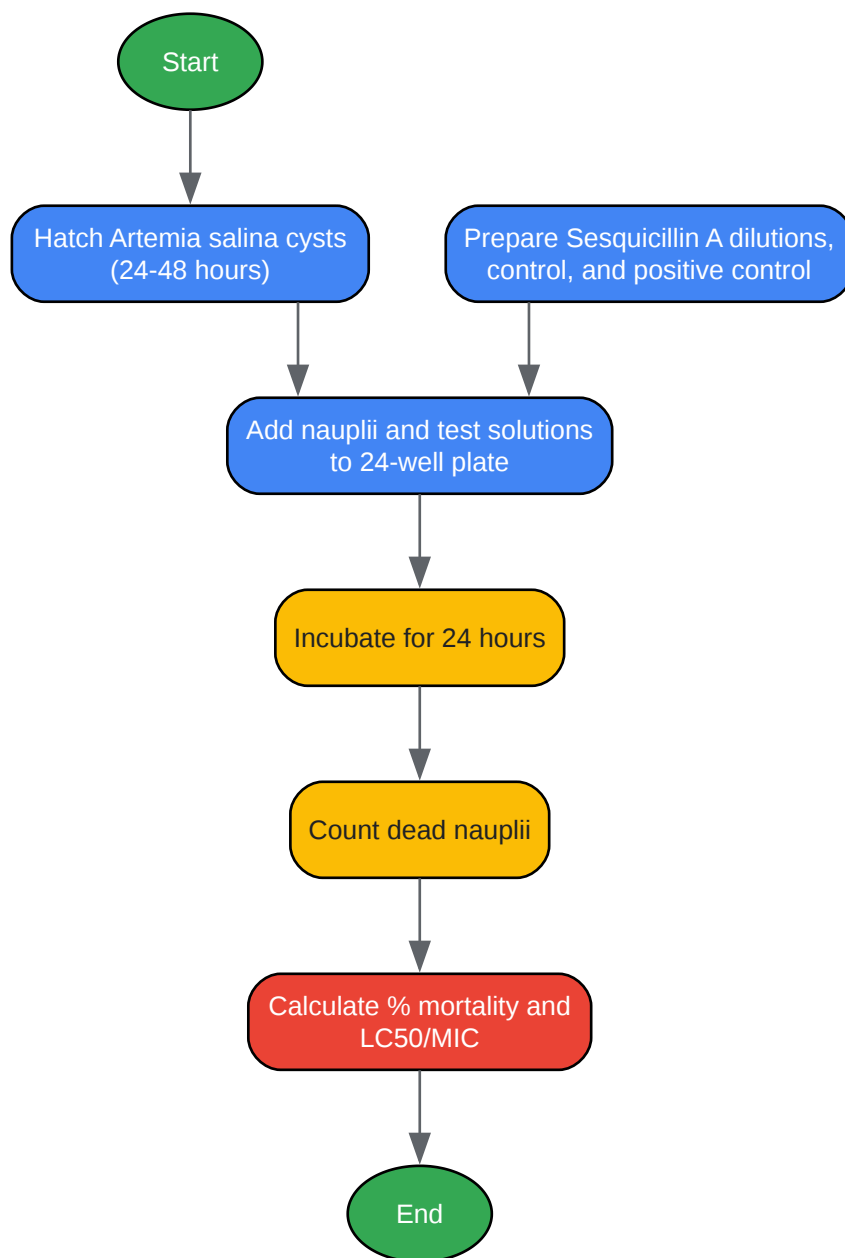 Start
Hatch Artemia salina cysts
(24-48 hours)
Prepare Sesquicillin A dilutions,
control, and positive control
Add nauplii and test solutions
to 24-well plate
Incubate for 24 hours
Count dead nauplii
Calculate % mortality and
LC50/MIC
End